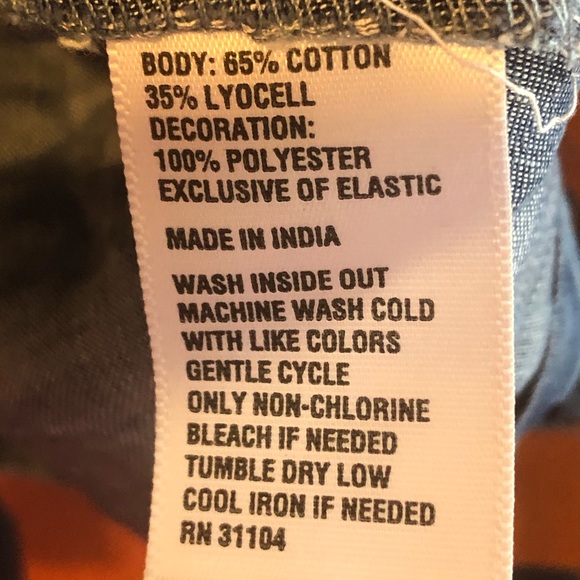 BODY: 65% COTTON
35% LYOCELL
DECORATION:
100% POLYESTER
EXCLUSIVE OF ELASTIC
MADE IN INDIA
WASH INSIDE OUT
MACHINE WASH COLD
WITH LIKE COLORS
GENTLE CYCLE
ONLY NON-CHLORINE
BLEACH IF NEEDED
TUMBLE DRY LOW
COOL IRON IF NEEDED
RN 31104